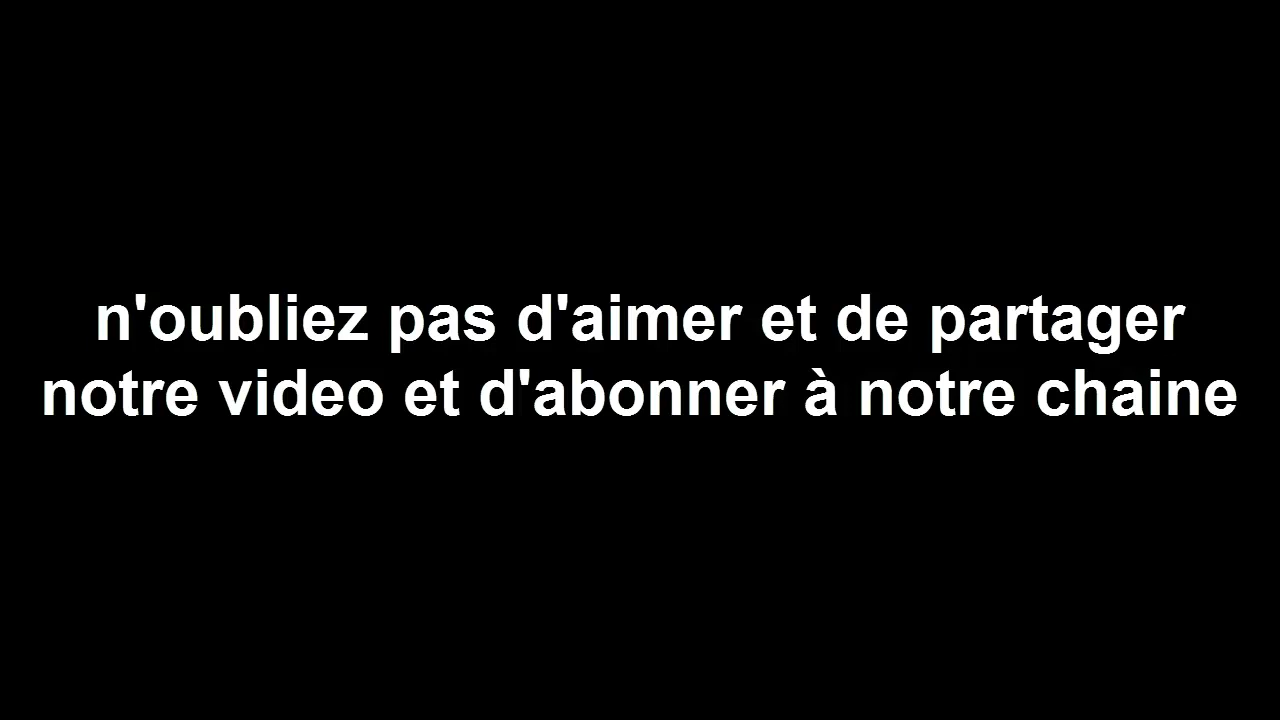 n'oubliez pas d'aimer et de partager
notre video et d'abonner à notre chaine